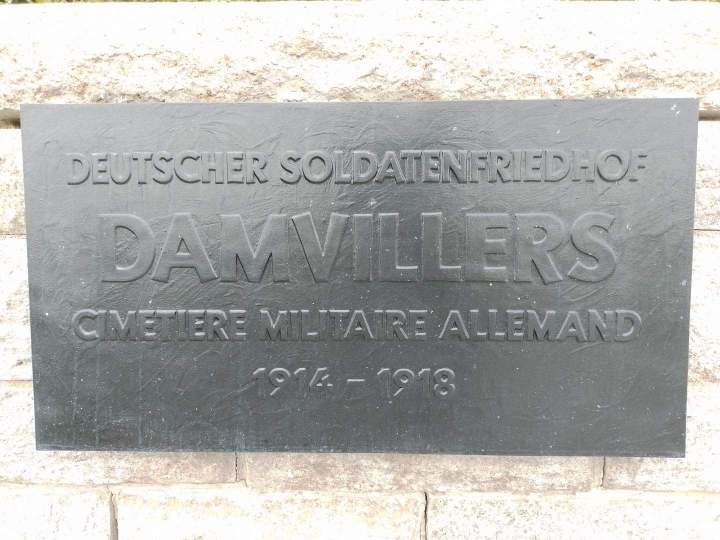 DEUTSCHER SOLDATENFRIEDHOF
DAMVILLERS
CIMETIERE MILITAIRE ALLEMAND
1914 - 1918